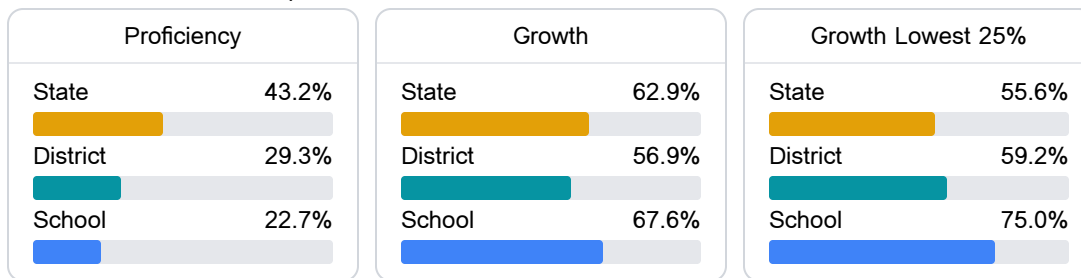 Proficiency
State 43.2%
District 29.3%
School 22.7%
Growth
State 62.9%
District 56.9%
School 67.6%
Growth Lowest 25%
State 55.6%
District 59.2%
School 75.0%